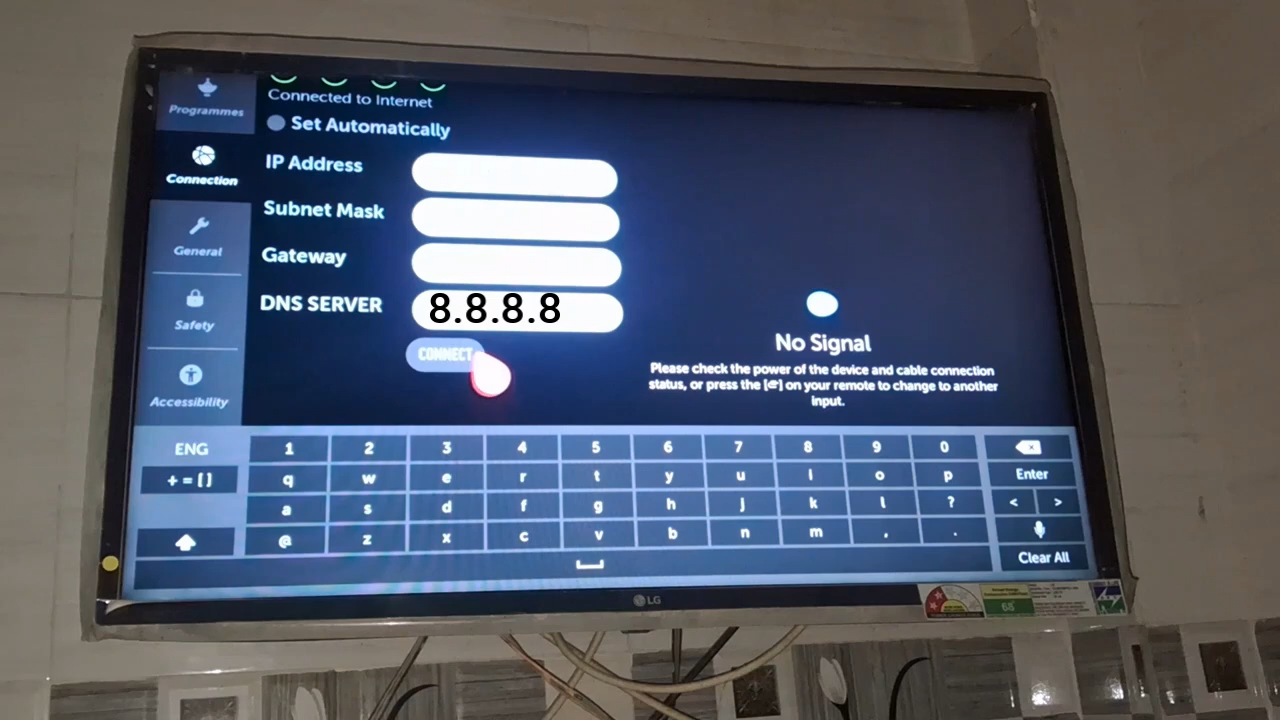 Programmes
Connected to Internet
Set Automatically
IP Address
Connection
Subnet Mask
General
Gateway
DNS SERVER 8.8.8.8
Safety
CONNECT
Accessibility
No Signal
Please check the power of the device and cable connection
status, or press the [ ] on your remote to change to another
input.
ENG 1 2 3 4 5 6 7 8 9 0
+ = [ ] q w e r t y u i o p Enter
a s d f g h j k l ? < >
@ z x c v b n m , .
Clear All
LG
68